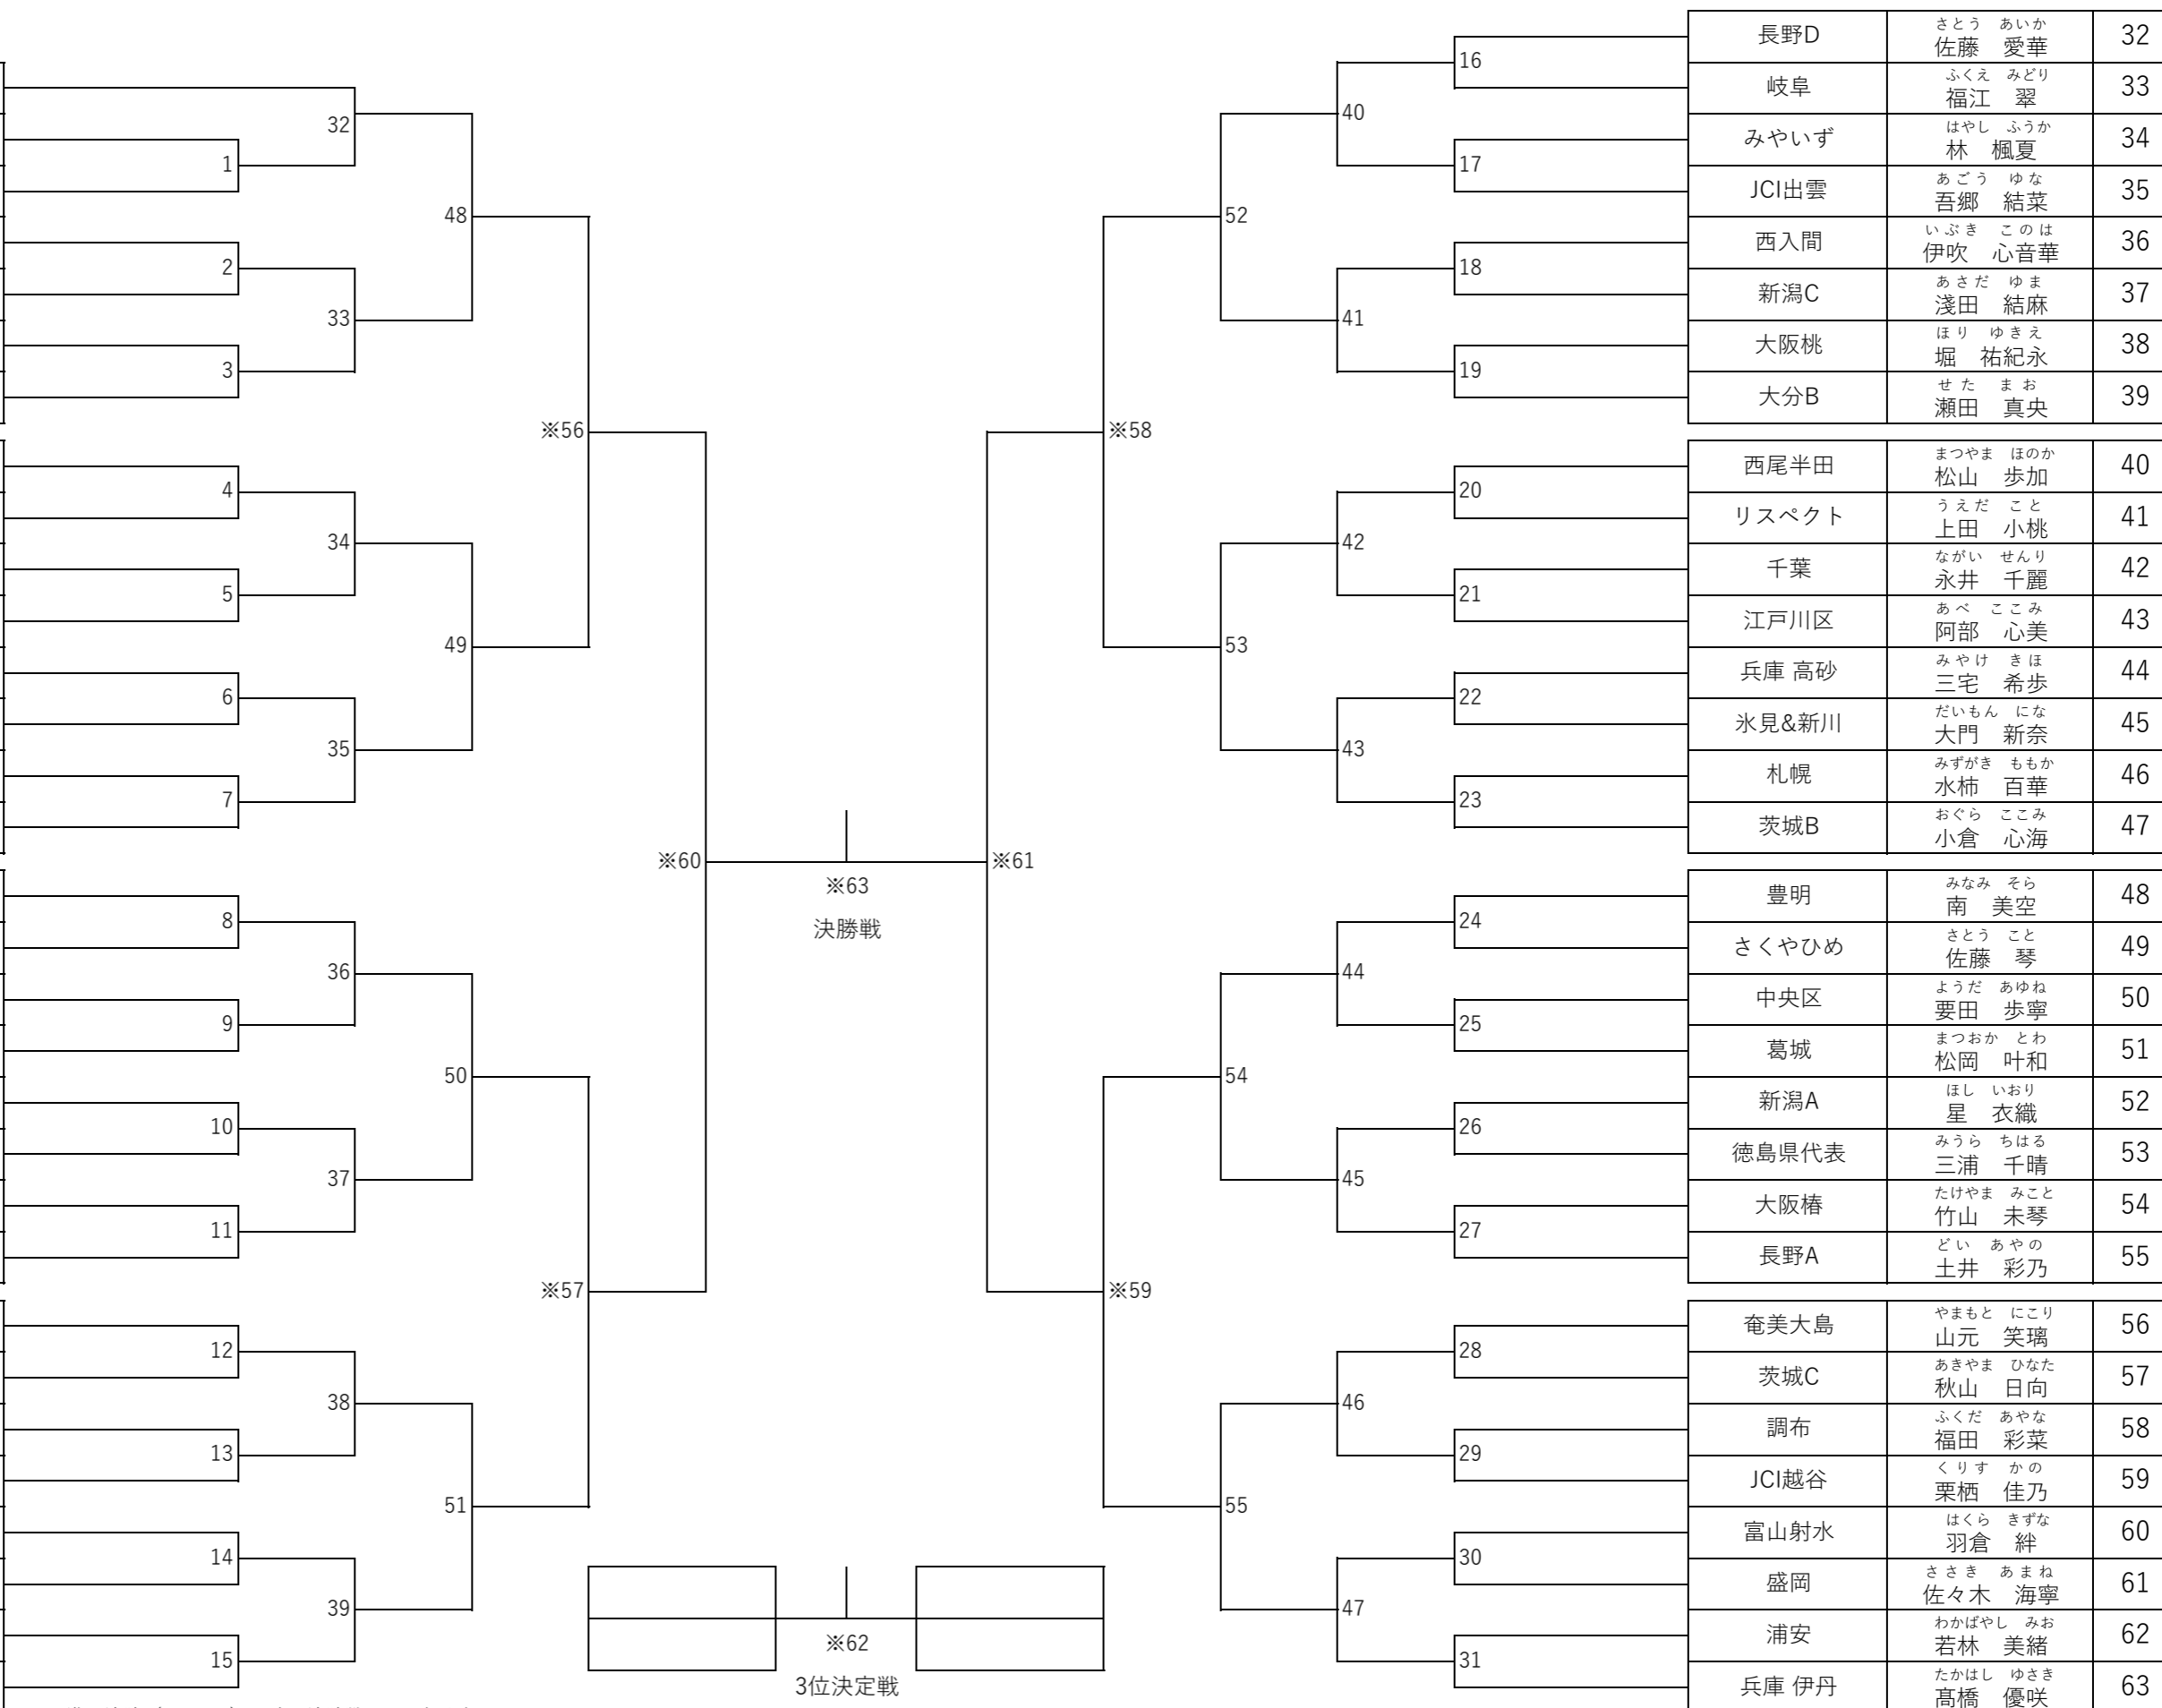 長野D さとう あいか 佐藤 愛華 32
岐阜 ふくえ みどり 福江 翠 33
みやいず はやし ふうか 林 楓夏 34
JCI出雲 あごう ゆな 吾郷 結菜 35
西入間 いぶき このは 伊吹 心音華 36
新潟C あさだ ゆま 淺田 結麻 37
大阪桃 ほり ゆきえ 堀 祐紀永 38
大分B せた まお 瀬田 真央 39
西尾半田 まつやま ほのか 松山 歩加 40
リスペクト うえだ こと 上田 小桃 41
千葉 ながい せんり 永井 千麗 42
江戸川区 あべ ここみ 阿部 心美 43
兵庫 高砂 みやけ きほ 三宅 希歩 44
氷見&新川 だいもん にな 大門 新奈 45
札幌 みずがき ももか 水柿 百華 46
茨城B おぐら ここみ 小倉 心海 47
豊明 みなみ そら 南 美空 48
さくやひめ さとう こと 佐藤 琴 49
中央区 ようだ あゆね 要田 歩寧 50
葛城 まつおか とわ 松岡 叶和 51
新潟A ほし いおり 星 衣織 52
徳島県代表 みうら ちはる 三浦 千晴 53
大阪椿 たけやま みこと 竹山 未琴 54
長野A どい あやの 土井 彩乃 55
奄美大島 やまもと にこり 山元 笑璃 56
茨城C あきやま ひなた 秋山 日向 57
調布 ふくだ あやな 福田 彩菜 58
JCI越谷 くりす かの 栗栖 佳乃 59
富山射水 はくら きずな 羽倉 絆 60
盛岡 ささき あまね 佐々木 海寧 61
浦安 わかばやし みお 若林 美緒 62
兵庫 伊丹 たかはし ゆさき 髙橋 優咲 63
1
2
3
4
5
6
7
8
9
10
11
12
13
14
15
32
33
34
35
36
37
38
39
48
49
50
51
※56
※57
※60
※63
決勝戦
※62
3位決定戦
※61
※58
※59
52
53
54
55
40
41
42
43
44
45
46
47
16
17
18
19
20
21
22
23
24
25
26
27
28
29
30
31